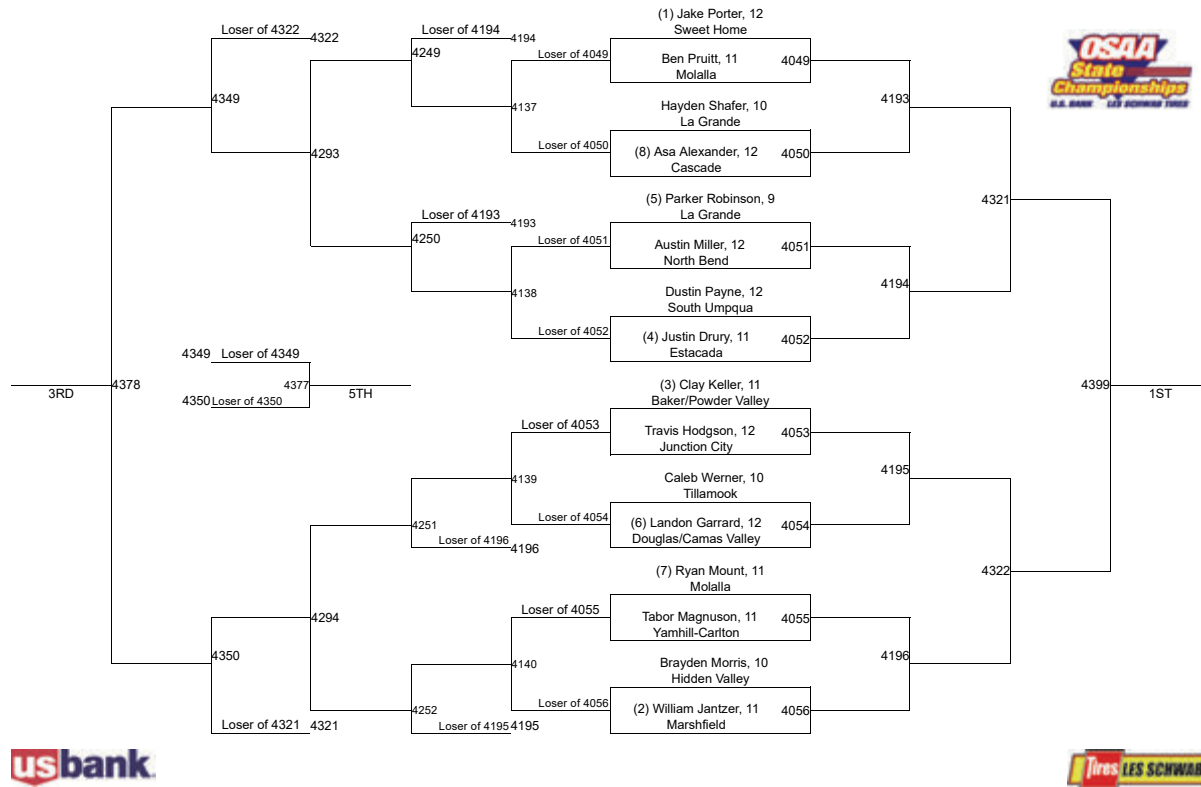 (1) Jake Porter, 12
Sweet Home
Loser of 4322
4322
Loser of 4194
4194
4249
Loser of 4049
Ben Pruitt, 11
4049
Molalla
OSAA
State
Championships
U.S. BANK LES SCHWAB TIRES
4349
4137
Hayden Shafer, 10
La Grande
4193
4293
Loser of 4050
(8) Asa Alexander, 12
4050
Cascade
(5) Parker Robinson, 9
La Grande
4321
Loser of 4193
4193
4250
Loser of 4051
Austin Miller, 12
4051
North Bend
4138
Dustin Payne, 12
South Umpqua
4194
Loser of 4052
(4) Justin Drury, 11
4052
Estacada
4349
Loser of 4349
3RD
4378
4377
5TH
4350
Loser of 4350
(3) Clay Keller, 11
Baker/Powder Valley
4399
1ST
Loser of 4053
Travis Hodgson, 12
4053
Junction City
4139
Caleb Werner, 10
Tillamook
4195
4251
Loser of 4054
(6) Landon Garrard, 12
4054
Douglas/Camas Valley
Loser of 4196
4196
(7) Ryan Mount, 11
Molalla
4322
4294
Loser of 4055
Tabor Magnuson, 11
4055
Yamhill-Carlton
4350
4140
Brayden Morris, 10
Hidden Valley
4196
4252
Loser of 4056
(2) William Jantzer, 11
4056
Marshfield
Loser of 4321
4321
Loser of 4195
4195
usbank
Tires LES SCHWAB